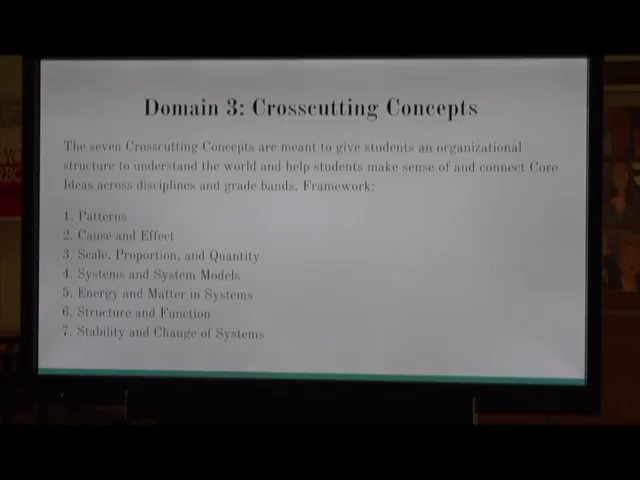 Domain 3: Crosscutting Concepts
The seven Crosscutting Concepts are meant to give students an organizational
structure to understand the world and help students make sense of and connect Core
Ideas across disciplines and grade bands. Framework:
1. Patterns
2. Cause and Effect
3. Scale, Proportion, and Quantity
4. Systems and System Models
5. Energy and Matter in Systems
6. Structure and Function
7. Stability and Change of Systems